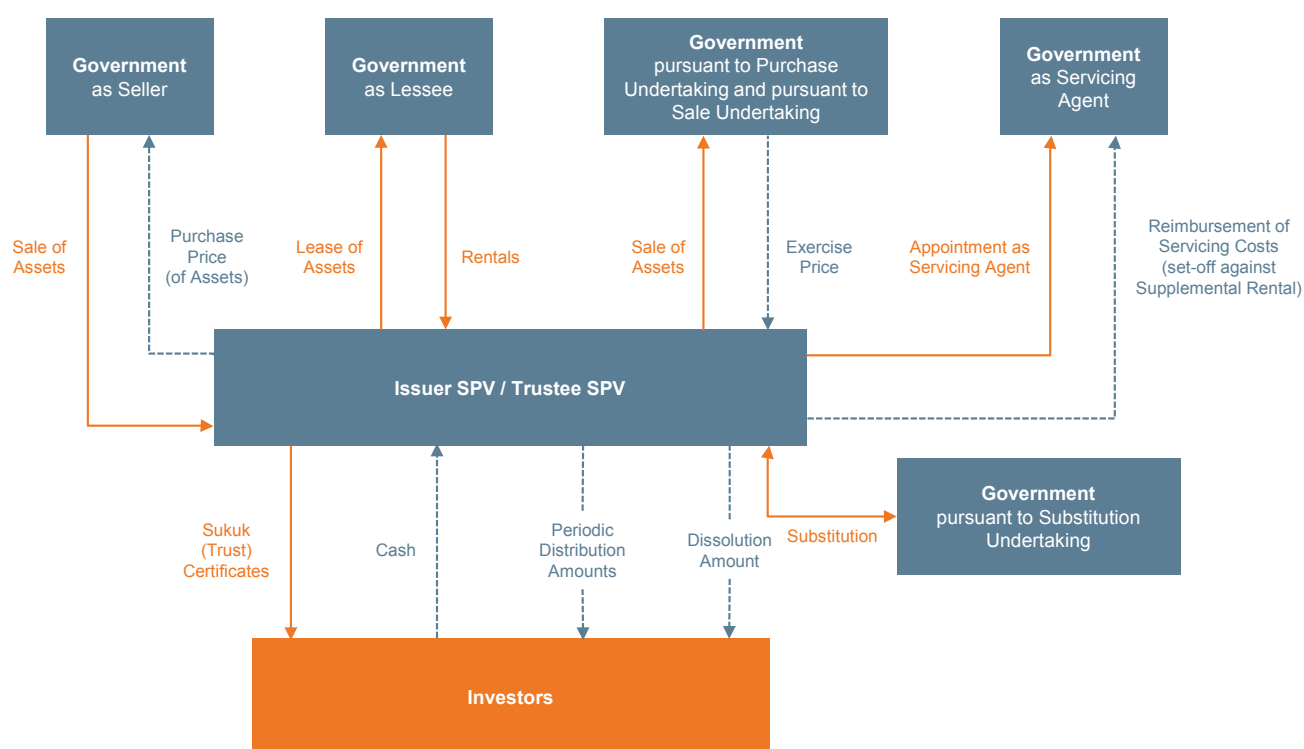 Government
as Seller
Government
as Lessee
Government
pursuant to Purchase
Undertaking and pursuant to
Sale Undertaking
Government
as Servicing
Agent
Sale of
Assets
Purchase
Price
(of Assets)
Lease of
Assets
Rentals
Sale of
Assets
Exercise
Price
Appointment as
Servicing Agent
Reimbursement of
Servicing Costs
(set-off against
Supplemental Rental)
Issuer SPV / Trustee SPV
Sukuk
(Trust)
Certificates
Cash
Periodic
Distribution
Amounts
Dissolution
Amount
Substitution
Government
pursuant to Substitution
Undertaking
Investors